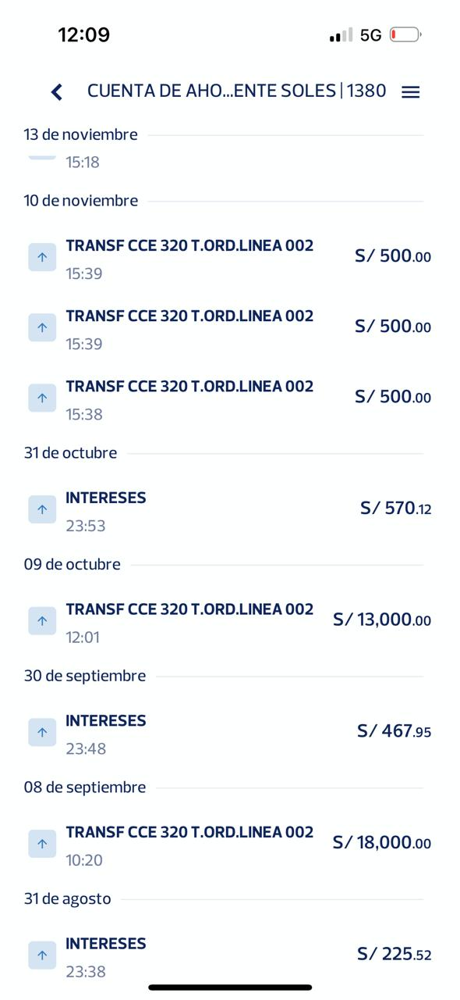 12:09
5G
CUENTA DE AHO...ENTE SOLES | 1380
13 de noviembre
15:18
10 de noviembre
TRANSF CCE 320 T.ORD.LINEA 002
S/ 500.00
15:39
TRANSF CCE 320 T.ORD.LINEA 002
S/ 500.00
15:39
TRANSF CCE 320 T.ORD.LINEA 002
S/ 500.00
15:38
31 de octubre
INTERESES
S/ 570.12
23:53
09 de octubre
TRANSF CCE 320 T.ORD.LINEA 002
S/ 13,000.00
12:01
30 de septiembre
INTERESES
S/ 467.95
23:48
08 de septiembre
TRANSF CCE 320 T.ORD.LINEA 002
S/ 18,000.00
10:20
31 de agosto
INTERESES
S/ 225.52
23:38